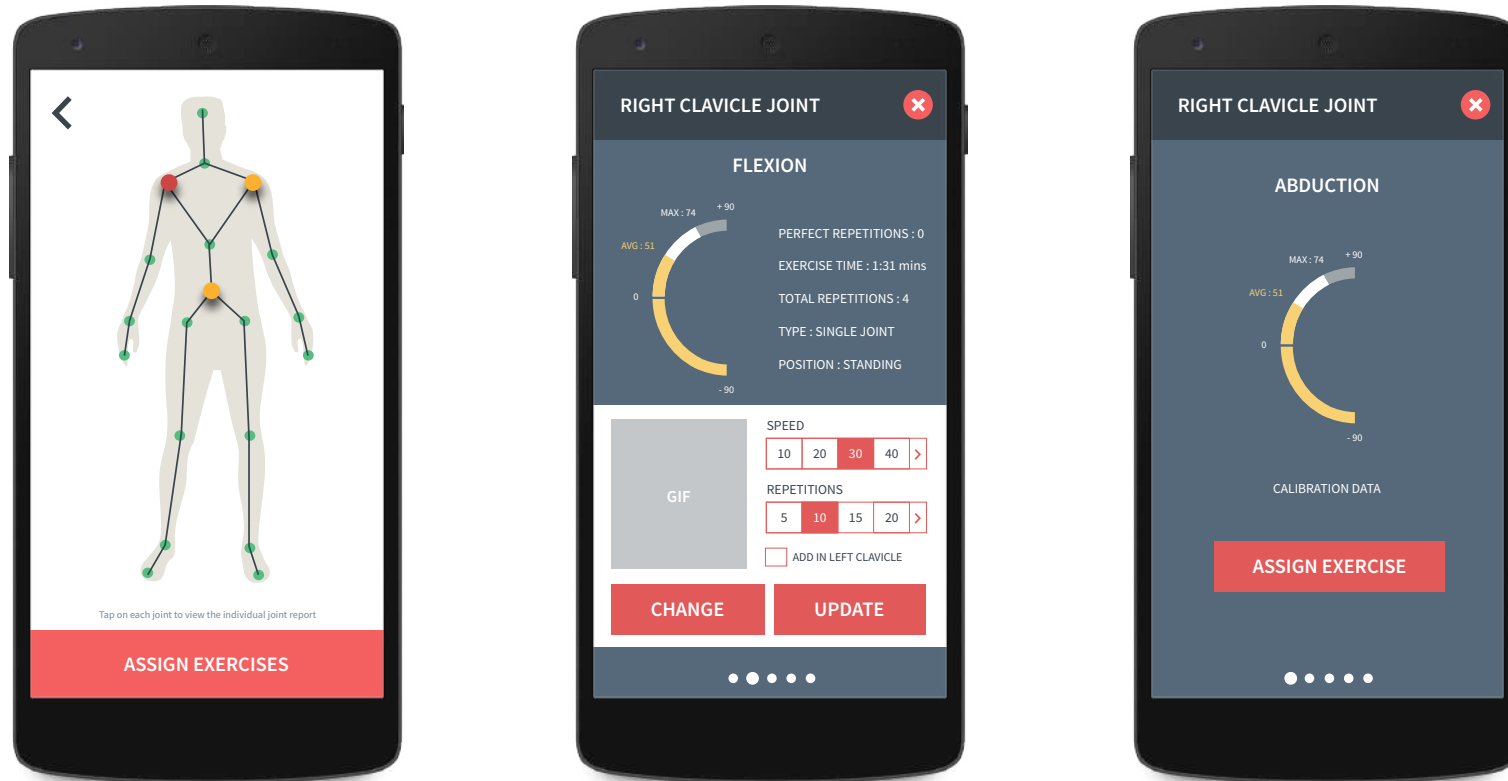 Tap on each joint to view the individual joint report
ASSIGN EXERCISES
RIGHT CLAVICLE JOINT
FLEXION
+ 90
MAX : 74
AVG : 51
0
- 90
PERFECT REPETITIONS : 0
EXERCISE TIME : 1:31 mins
TOTAL REPETITIONS : 4
TYPE : SINGLE JOINT
POSITION : STANDING
GIF
SPEED
10 20 30 40
REPETITIONS
5 10 15 20
ADD IN LEFT CLAVICLE
CHANGE
UPDATE
RIGHT CLAVICLE JOINT
ABDUCTION
+ 90
MAX : 74
AVG : 51
0
- 90
CALIBRATION DATA
ASSIGN EXERCISE